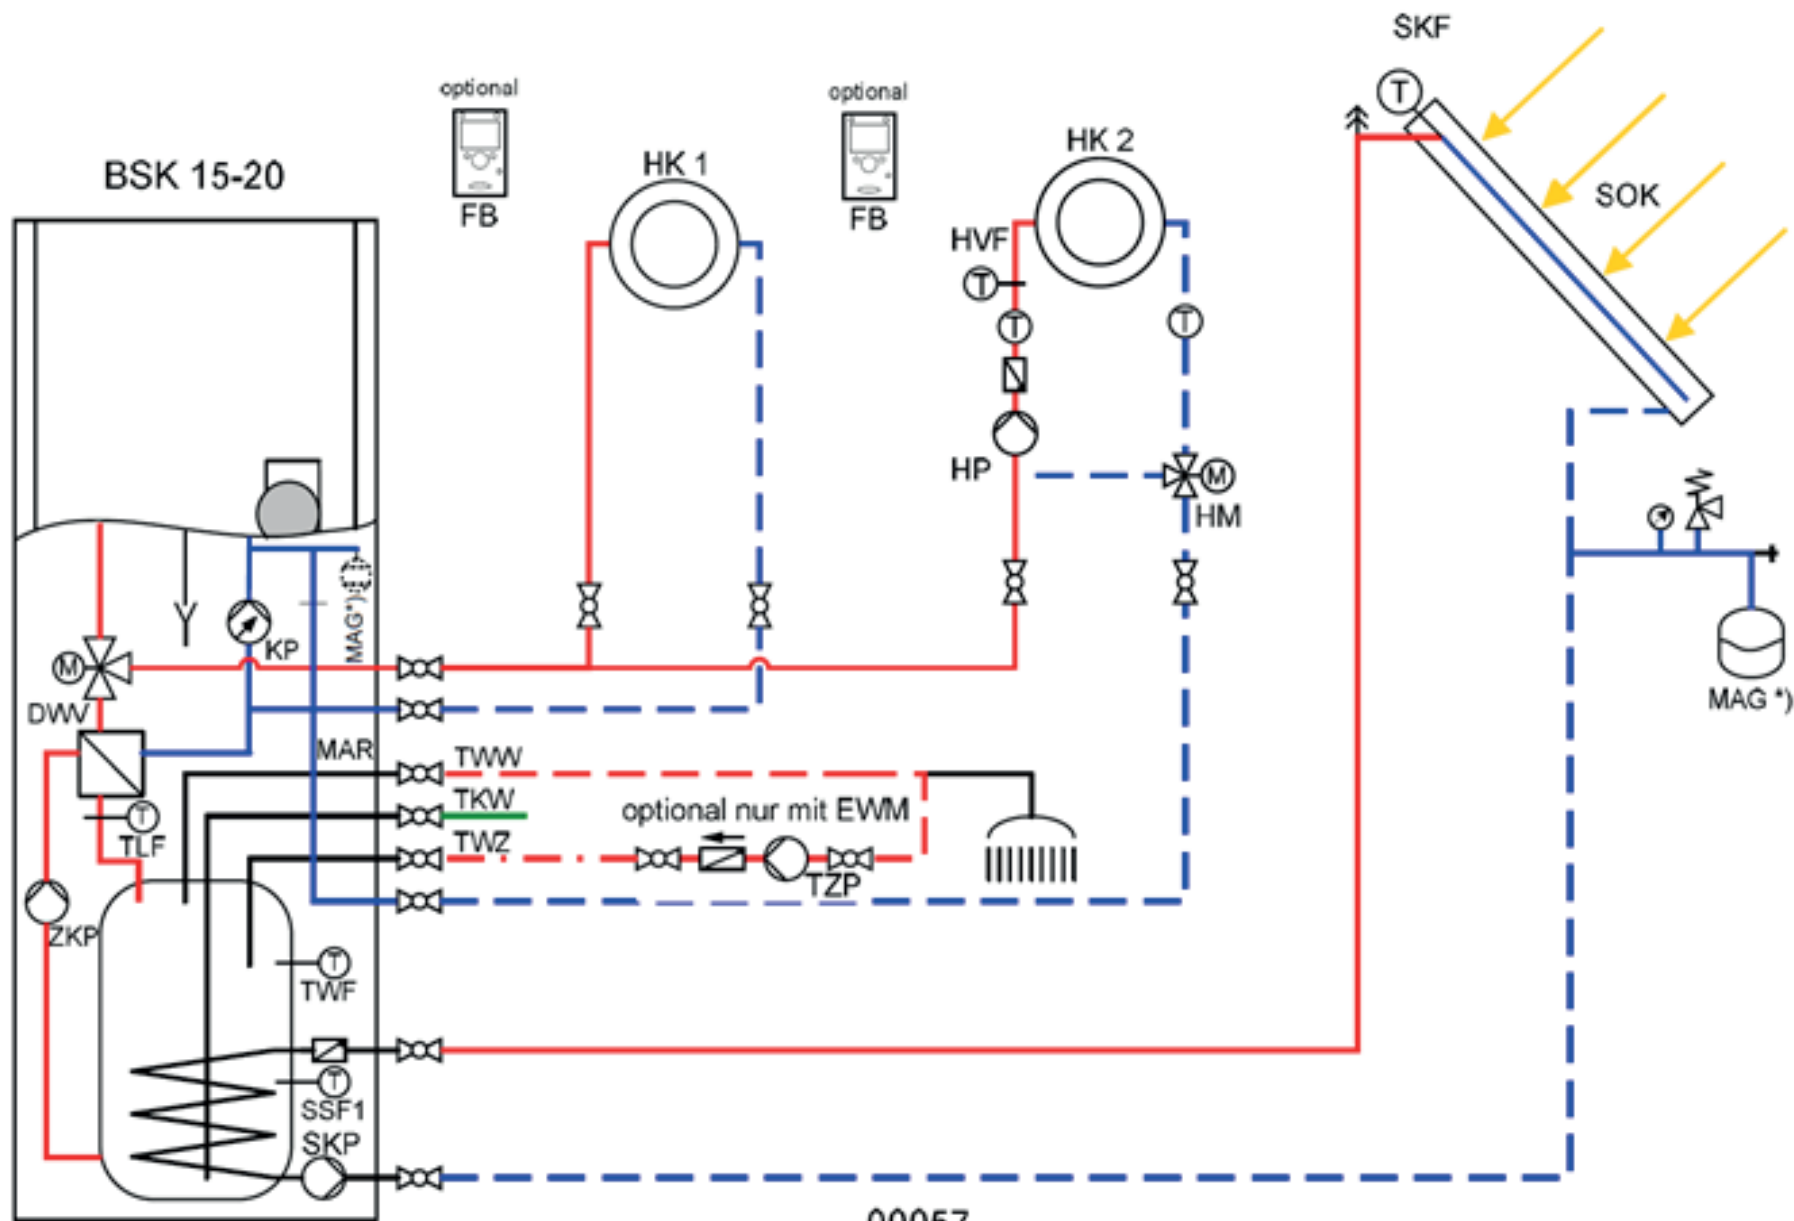 SKF
T
optional
optional
BSK 15-20
HK 1
HK 2
SOK
FB
FB
HVF
T
T
T
HP
M
HM
MAG*)
KP
M
DWV
MAG *)
MAR
TWW
TKW
optional nur mit EWM
T
TLF
TWZ
TZP
ZKP
T
TWF
T
SSF1
SKP